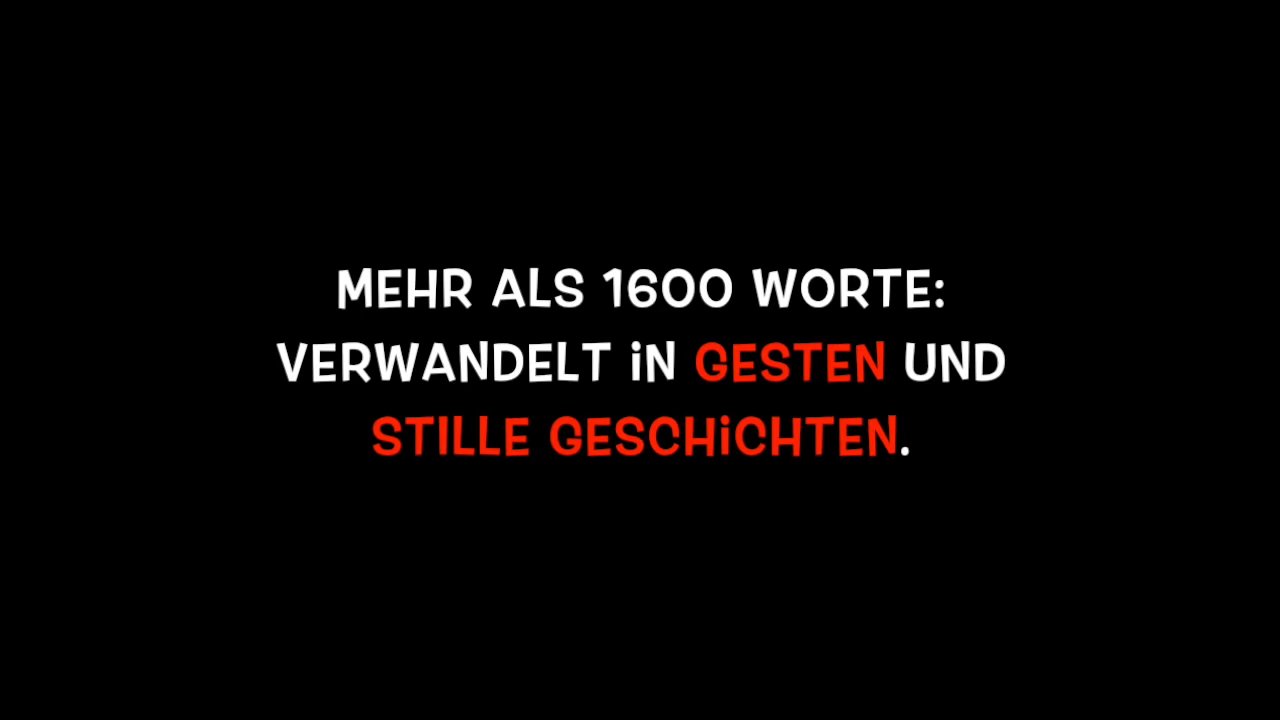 MEHR ALS 1600 WORTE:
VERWANDELT iN GESTEN UND
STILLE GESCHiCHTEN.